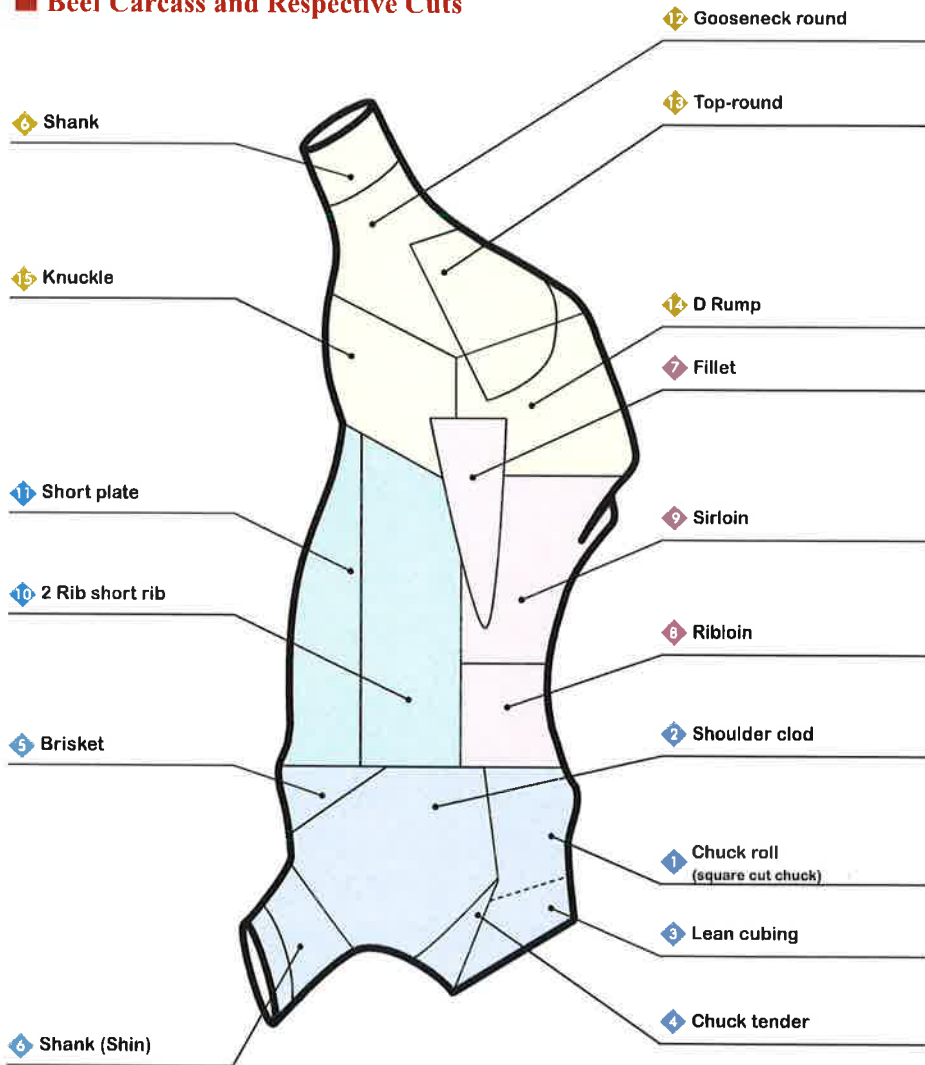 Beef Carcass and Respective Cuts
12 Gooseneck round
13 Top-round
6 Shank
15 Knuckle
14 D Rump
7 Fillet
11 Short plate
9 Sirloin
10 2 Rib short rib
8 Ribloin
5 Brisket
2 Shoulder clod
1 Chuck roll
(square cut chuck)
3 Lean cubing
4 Chuck tender
6 Shank (Shin)